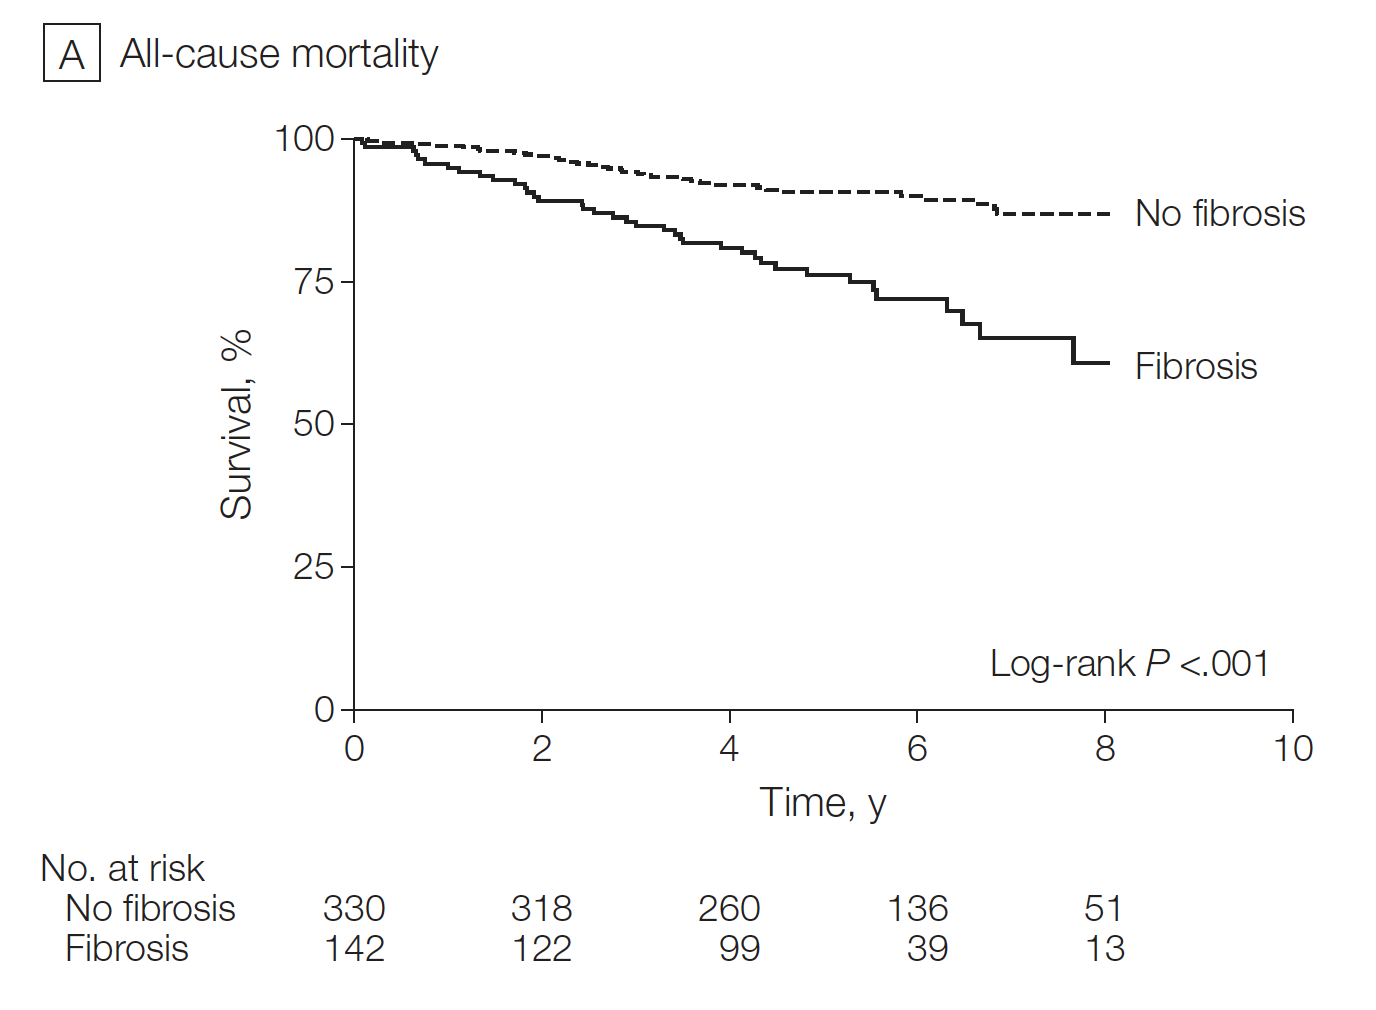 A All-cause mortality
100
75
50
25
0
Survival, %
No fibrosis
Fibrosis
Log-rank P <.001
0 2 4 6 8 10
Time, y
No. at risk
No fibrosis 330 318 260 136 51
Fibrosis 142 122 99 39 13